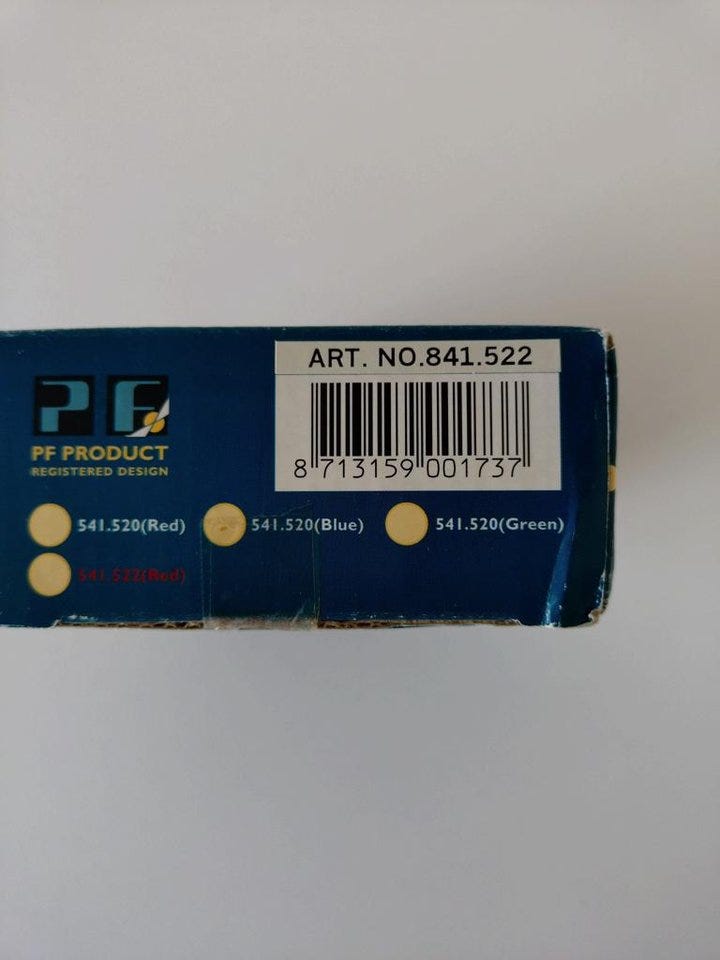 ART. NO.841.522
8 713159 001737
PF
PF PRODUCT
REGISTERED DESIGN
541.520(Red) 541.520(Blue) 541.520(Green)
541.522(Red)